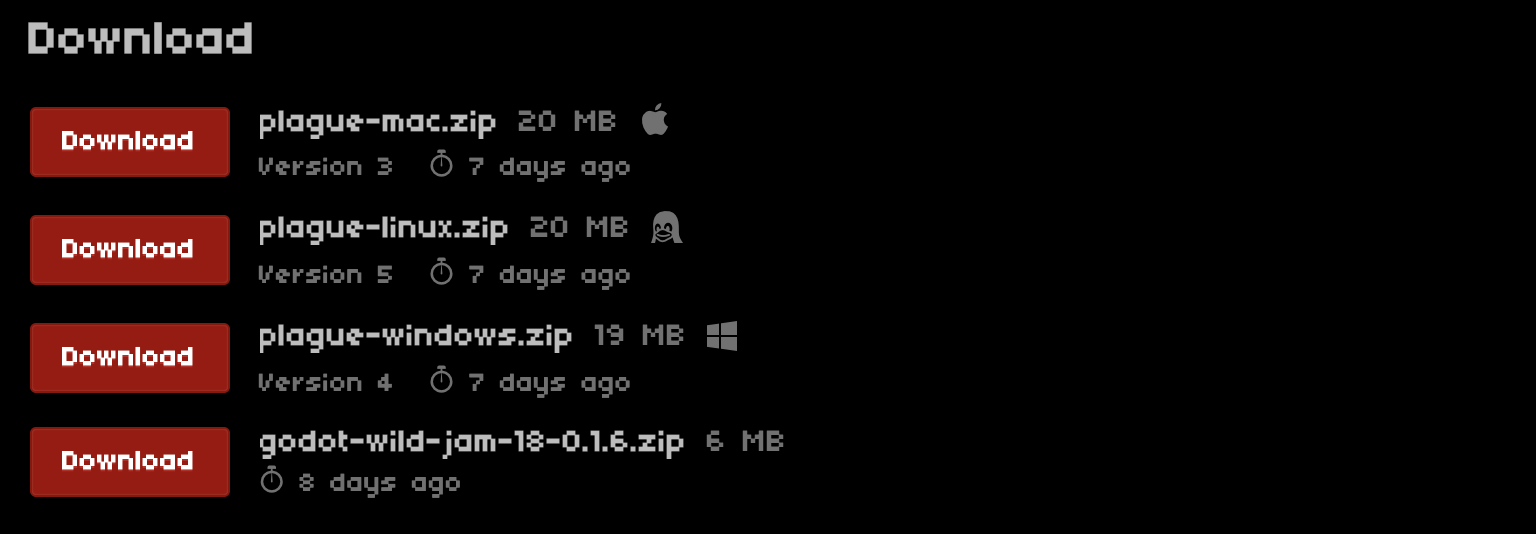 Download
Download
plague-mac.zip 20 MB
Version 3 7 days ago
Download
plague-linux.zip 20 MB
Version 5 7 days ago
Download
plague-windows.zip 19 MB
Version 4 7 days ago
Download
godot-wild-jam-18-0.1.6.zip 6 MB
8 days ago